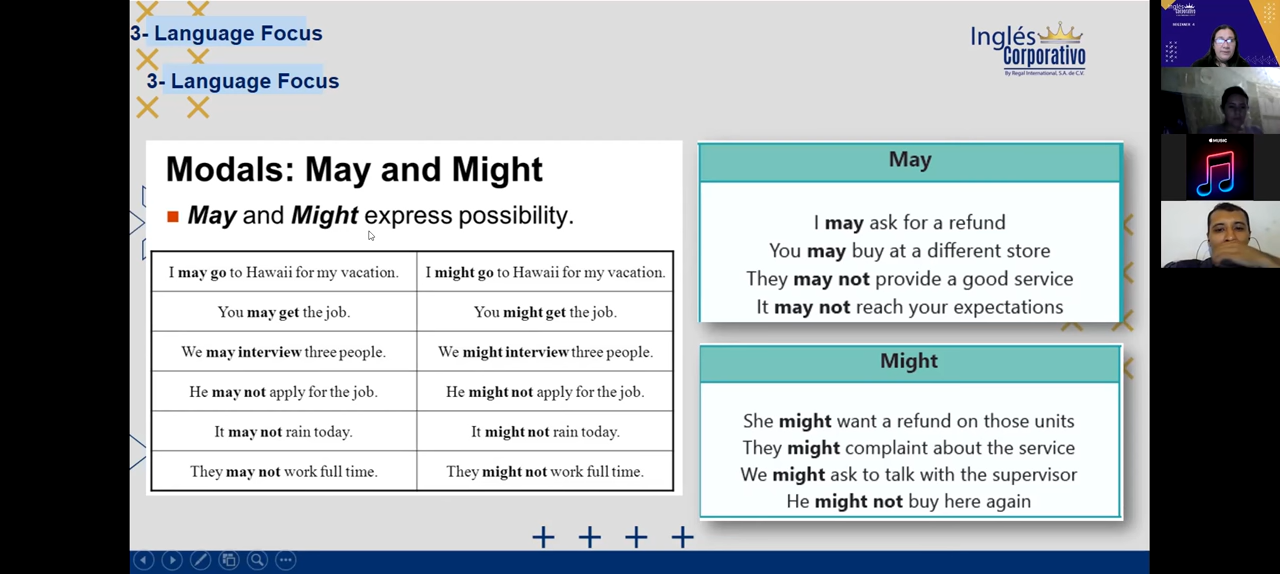 3- Language Focus
3- Language Focus
Inglés
Corporativo
By Regal International, S.A. de C.V.
Modals: May and Might
May and Might express possibility.
I may go to Hawaii for my vacation.
I might go to Hawaii for my vacation.
You may get the job.
You might get the job.
We may interview three people.
We might interview three people.
He may not apply for the job.
He might not apply for the job.
It may not rain today.
It might not rain today.
They may not work full time.
They might not work full time.
May
I may ask for a refund
You may buy at a different store
They may not provide a good service
It may not reach your expectations
Might
She might want a refund on those units
They might complaint about the service
We might ask to talk with the supervisor
He might not buy here again
Inglés
Corporativo
MUSIC